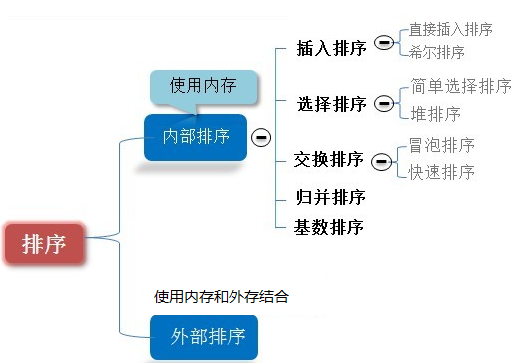 直接插入排序
插入排序
希尔排序
使用内存
简单选择排序
选择排序
堆排序
内部排序
冒泡排序
交换排序
快速排序
归并排序
基数排序
排序
使用内存和外存结合
外部排序